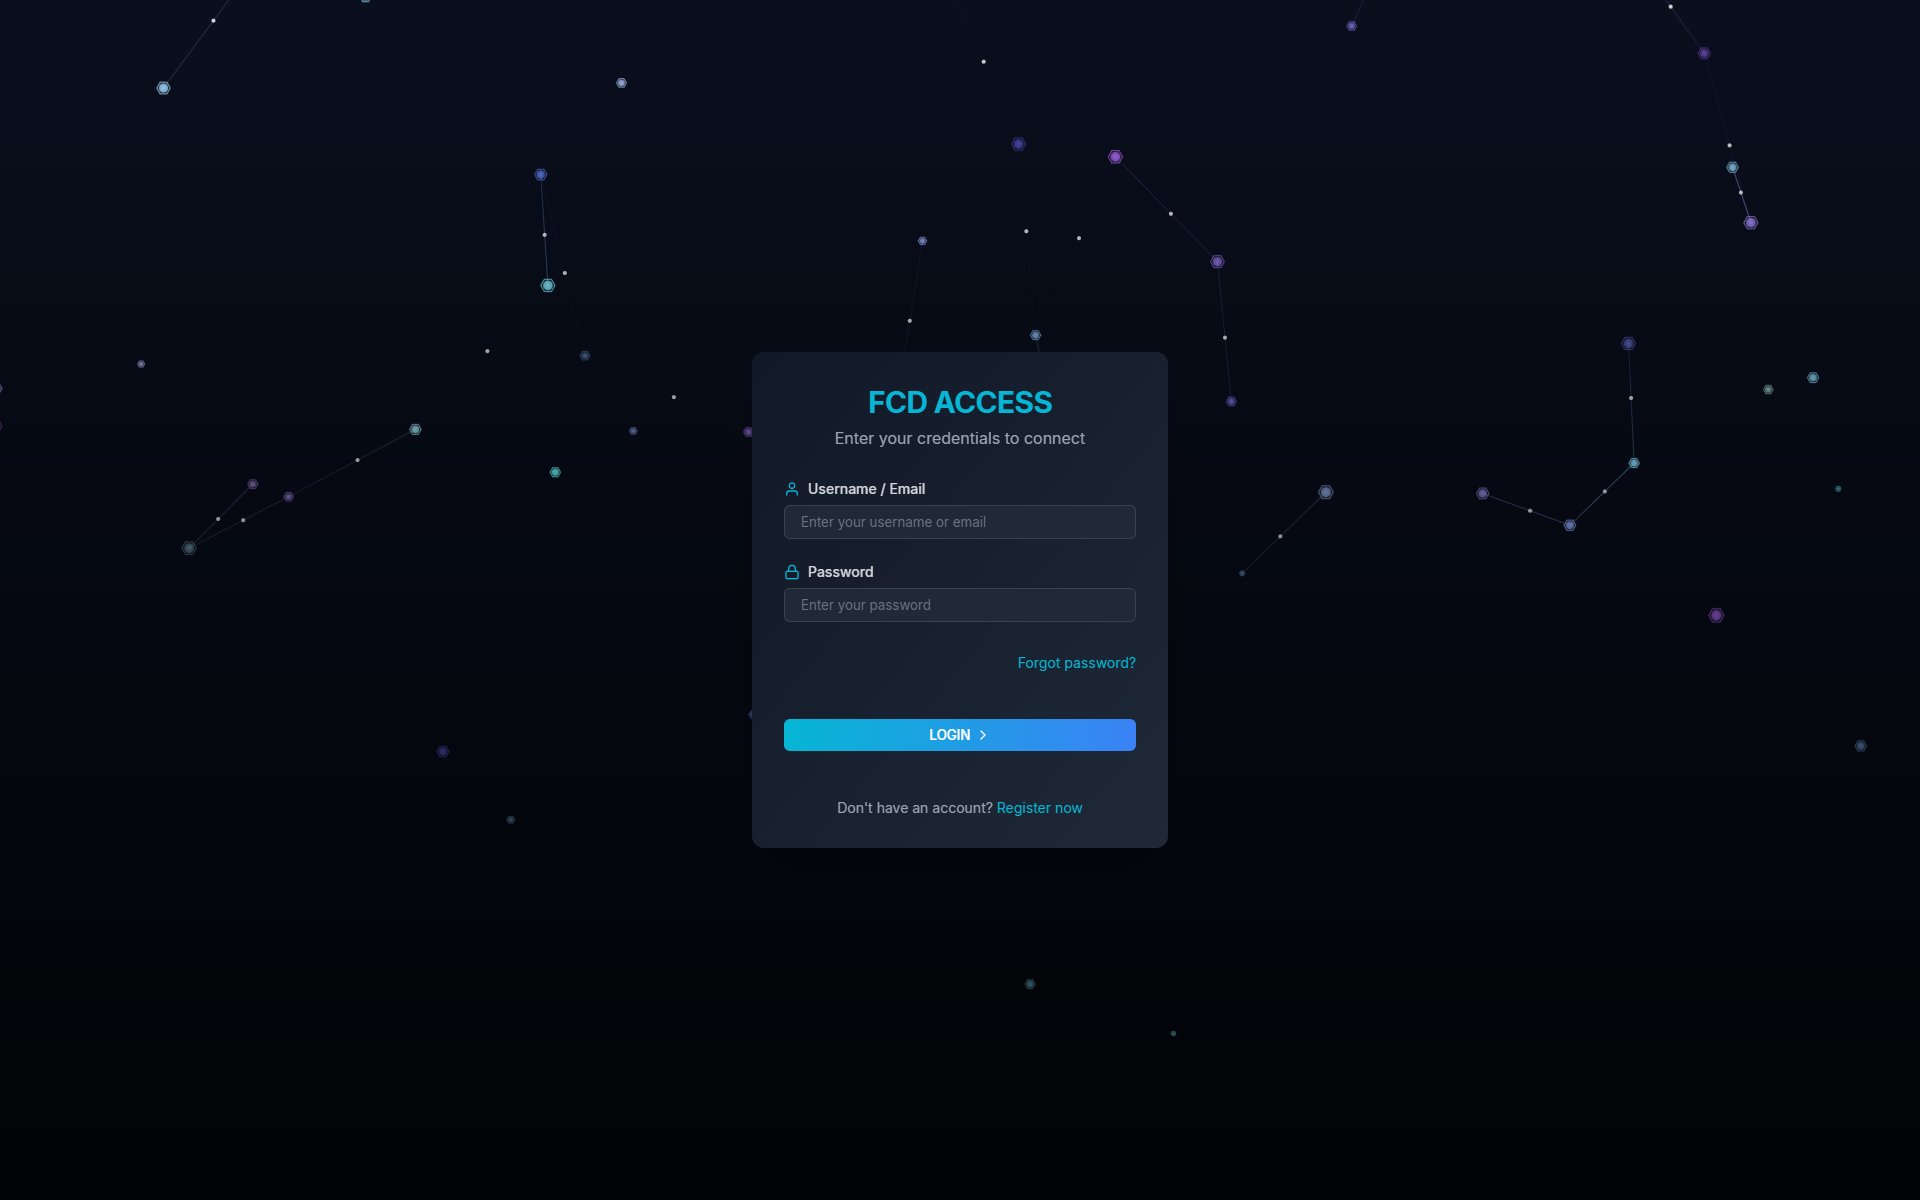 FCD ACCESS
Enter your credentials to connect
Username / Email
Enter your username or email
Password
Enter your password
Forgot password?
LOGIN
Don't have an account? Register now